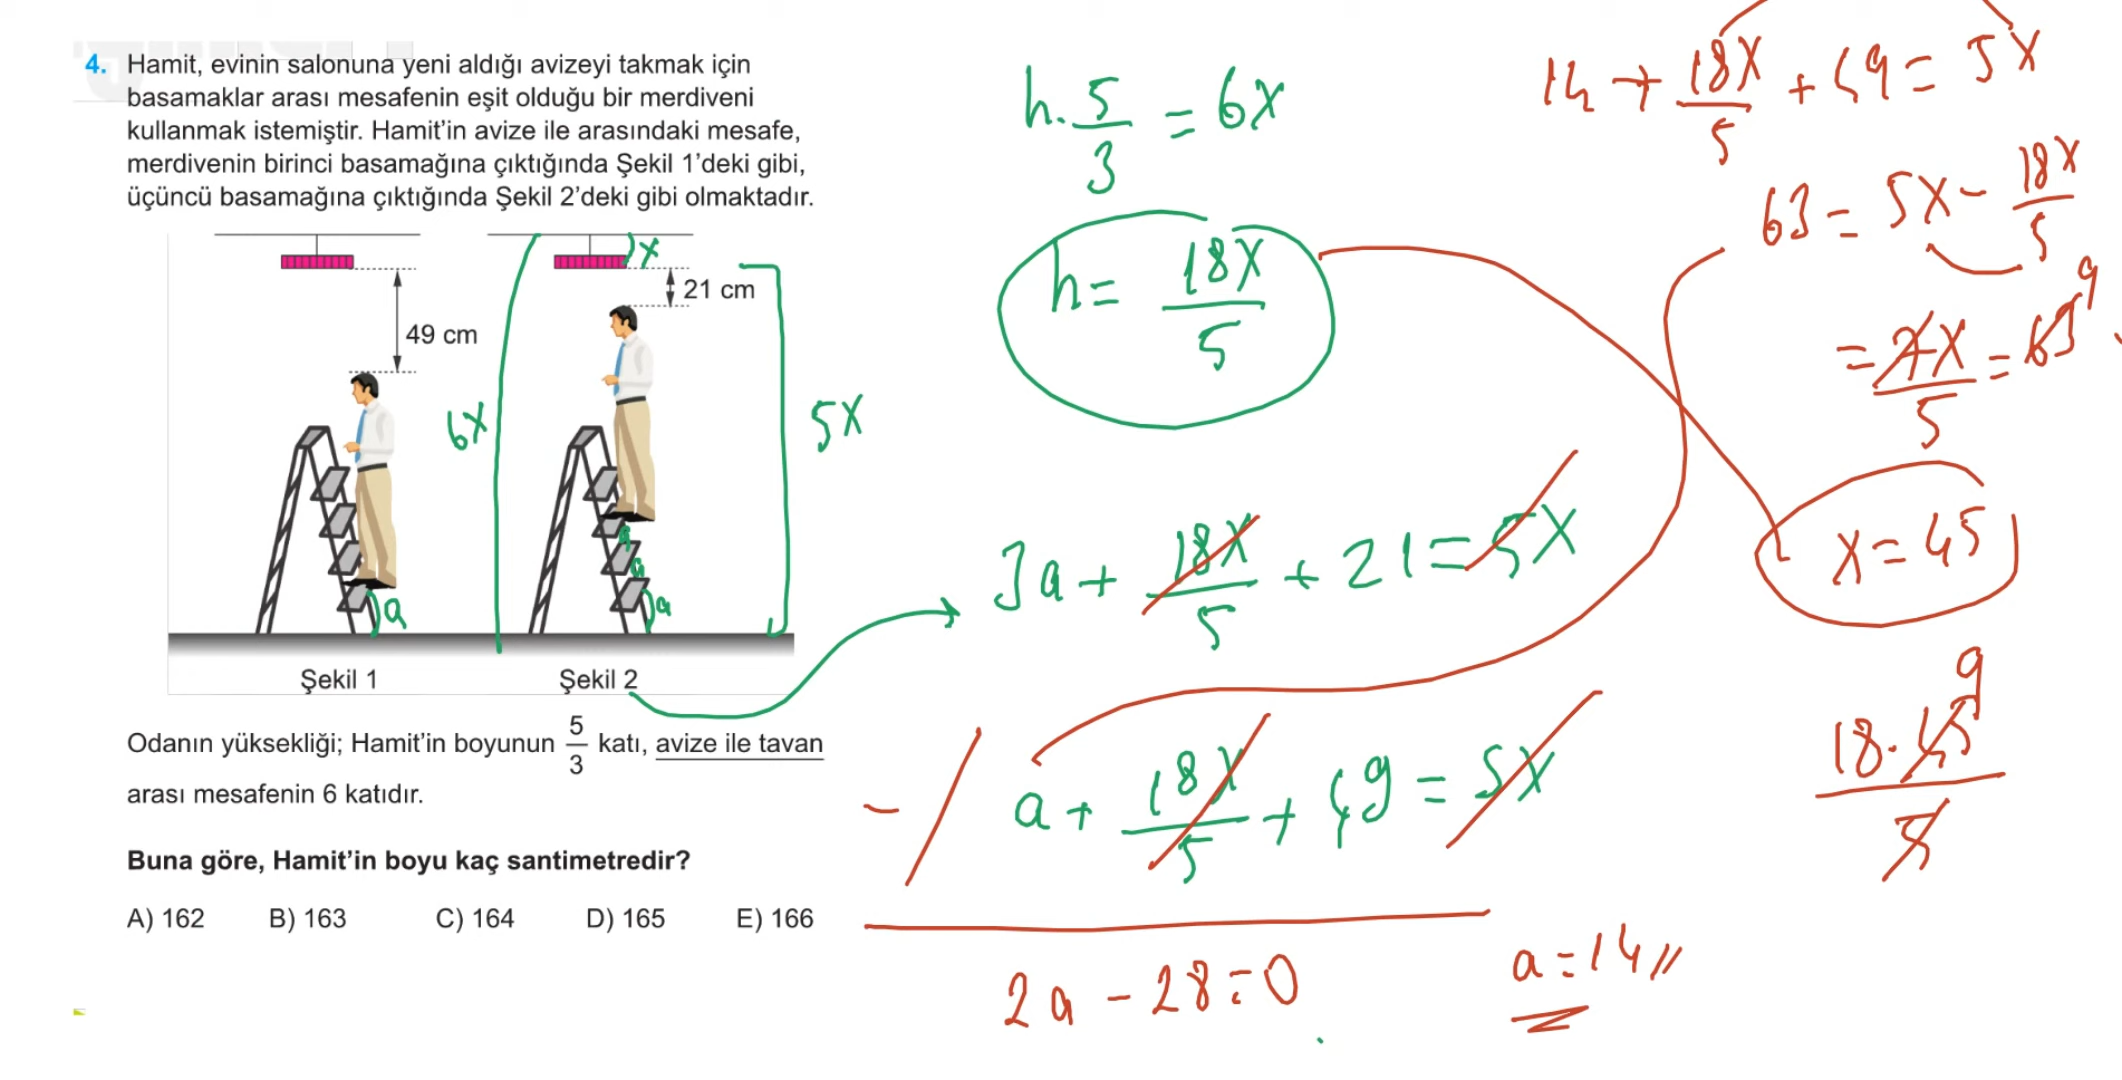 4. Hamit, evinin salonuna yeni aldığı avizeyi takmak için
basamaklar arası mesafenin eşit olduğu bir merdiveni
kullanmak istemiştir. Hamit'in avize ile arasındaki mesafe,
merdivenin birinci basamağına çıktığında Şekil 1'deki gibi,
üçüncü basamağına çıktığında Şekil 2'deki gibi olmaktadır.
49 cm
a
Şekil 1
6x
x
21 cm
5x
a
a
a
Şekil 2
Odanın yüksekliği; Hamit'in boyunun 5/3 katı, avize ile tavan
arası mesafenin 6 katıdır.
Buna göre, Hamit'in boyu kaç santimetredir?
A) 162 B) 163 C) 164 D) 165 E) 166
h.5/3 = 6x
h = 18x/5
3a + 18x/5 + 21 = 5x
- a + 18x/5 + 49 = 5x
2a - 28 = 0
a = 14 //
14 + 18x/5 + 49 = 5x
63 = 5x - 18x/5
= 7x/5 = 63 9
x = 45
18.45/5 9